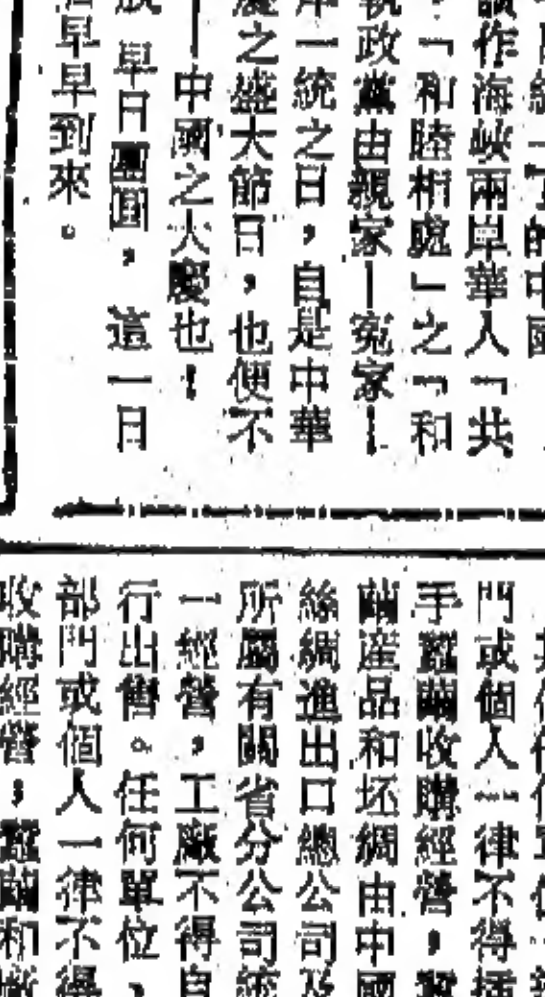 統一了的中國
議作海峽兩岸華人﹁共
﹁和陸相處﹂之﹁和
執政黨由親家—冤家—
岸一統之日，自是中華
慶之盛大節日，也便不
—中國之大慶也！
早日團圓，這一日
早早到來。
門或個人一律不得插
手蠶繭收購經營，蠶
繭產品和坯綢由中國
絲綢進出口總公司及
所屬有關省分公司統
一經營，工廠不得自
行出售。任何單位、
部門或個人一律不得
收購經營，蠶繭和